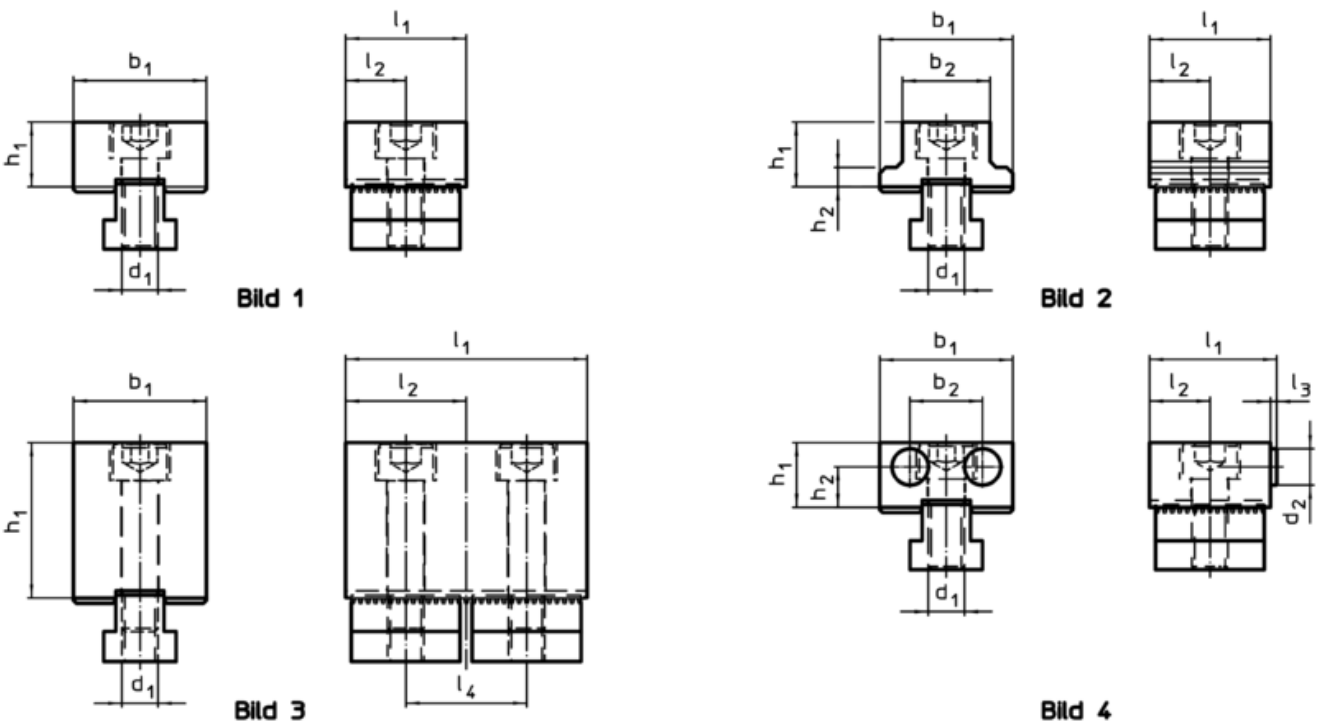 b₁
l₁
l₂
h₁
d₁
Bild 1
b₁
b₂
l₁
l₂
h₁
h₂
d₁
Bild 2
b₁
l₁
l₂
h₁
d₁
l₄
Bild 3
b₁
b₂
l₁
l₂
l₃
h₁
h₂
d₂
d₁
Bild 4